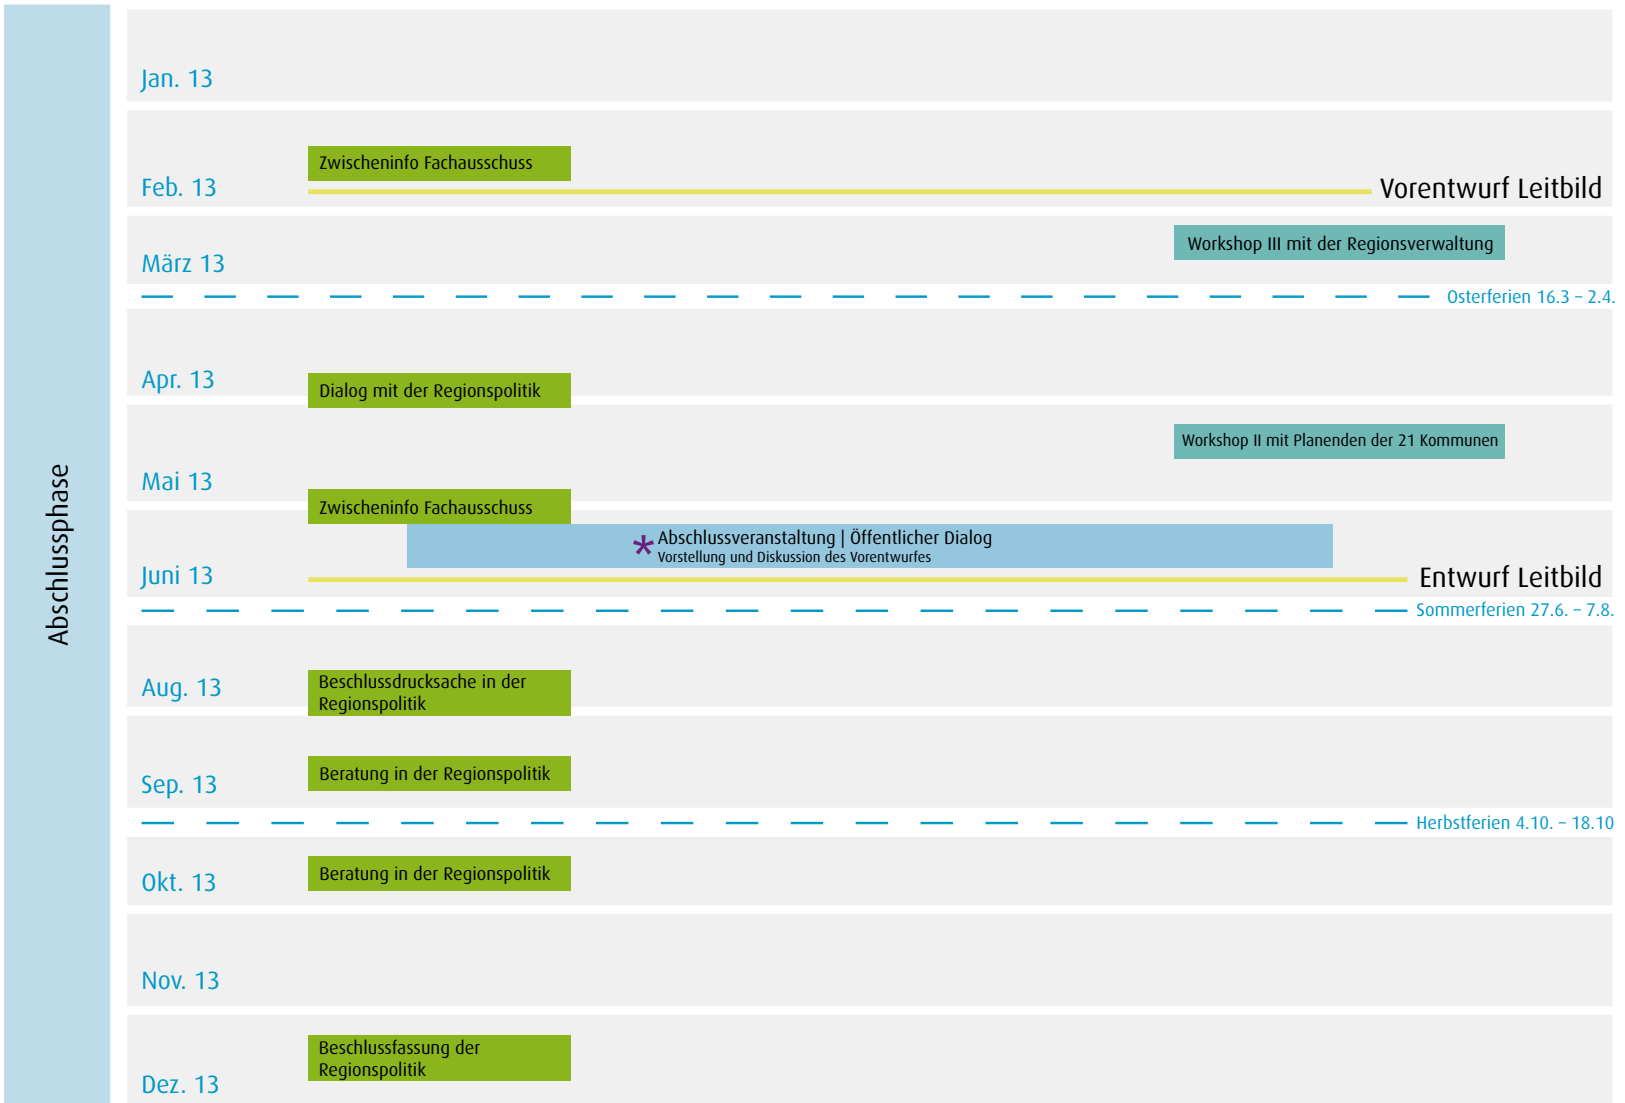 Abschlussphase
Jan. 13
Zwischeninfo Fachausschuss
Feb. 13
Vorentwurf Leitbild
Workshop III mit der Regionsverwaltung
März 13
Osterferien 16.3 – 2.4.
Apr. 13
Dialog mit der Regionspolitik
Workshop II mit Planenden der 21 Kommunen
Mai 13
Zwischeninfo Fachausschuss
* Abschlussveranstaltung | Öffentlicher Dialog
Vorstellung und Diskussion des Vorentwurfes
Juni 13
Entwurf Leitbild
Sommerferien 27.6. – 7.8.
Aug. 13
Beschlussdrucksache in der
Regionspolitik
Beratung in der Regionspolitik
Sep. 13
Herbstferien 4.10. – 18.10
Beratung in der Regionspolitik
Okt. 13
Nov. 13
Beschlussfassung der
Regionspolitik
Dez. 13